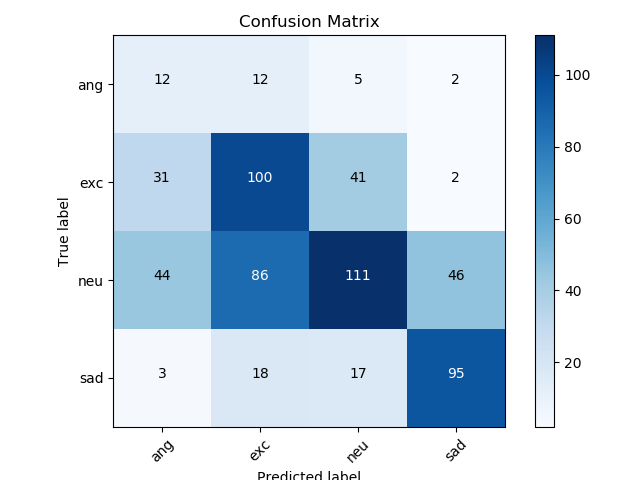 Confusion Matrix
ang 12 12 5 2
exc 31 100 41 2
neu 44 86 111 46
sad 3 18 17 95
ang exc neu sad
True label
Predicted label
100
80
60
40
20